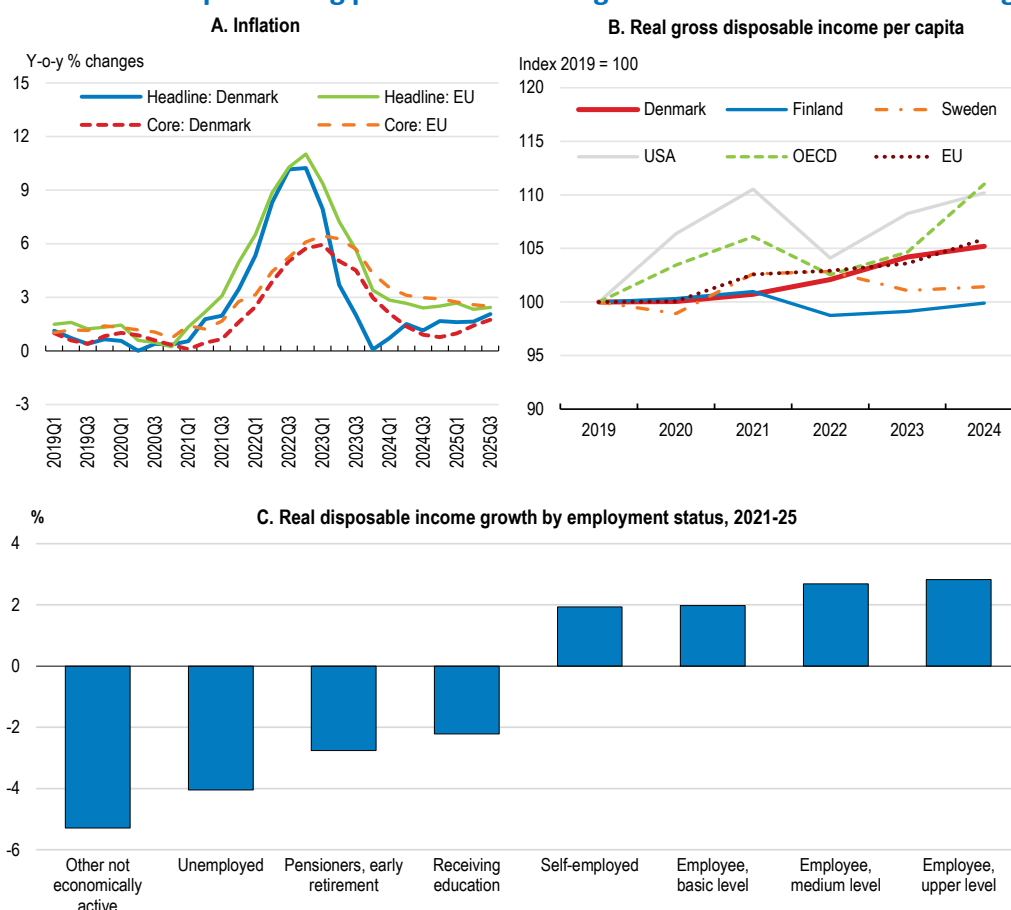 A. Inflation
Y-o-y % changes
15
12
9
6
3
0
-3
Headline: Denmark
Headline: EU
Core: Denmark
Core: EU
2019Q1
2019Q3
2020Q1
2020Q3
2021Q1
2021Q3
2022Q1
2022Q3
2023Q1
2023Q3
2024Q1
2024Q3
2025Q1
2025Q3
B. Real gross disposable income per capita
Index 2019 = 100
120
115
110
105
100
95
90
Denmark
Finland
Sweden
USA
OECD
EU
2019
2020
2021
2022
2023
2024
C. Real disposable income growth by employment status, 2021-25
%
4
2
0
-2
-4
-6
Other not
economically
active
Unemployed
Pensioners, early
retirement
Receiving
education
Self-employed
Employee,
basic level
Employee,
medium level
Employee,
upper level